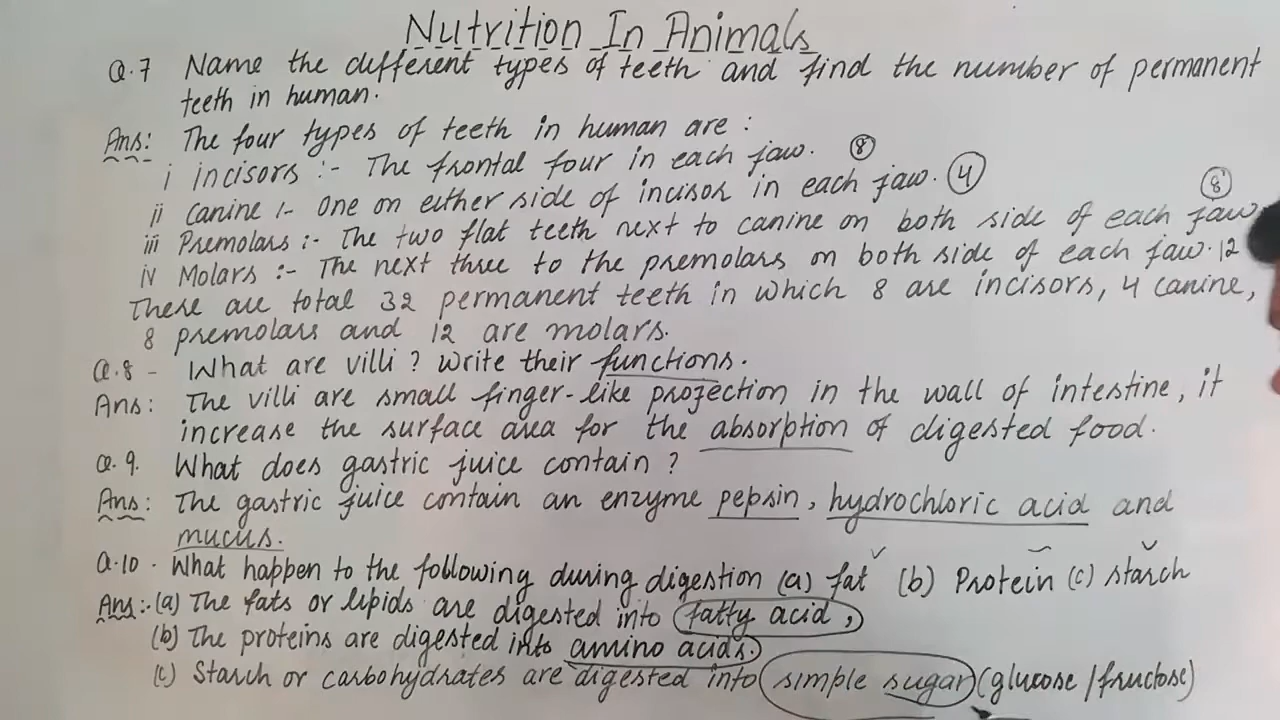 Nutrition In Animals
Q.7 Name the different types of teeth and find the number of permanent
teeth in human.
Ans: The four types of teeth in human are :
i incisors :- The frontal four in each jaw. 8
ii Canine :- One on either side of incisor in each jaw. 4
8
iii Premolars :- The two flat teeth next to canine on both side of each jaw
iv Molars :- The next three to the premolars on both side of each jaw. 12
There are total 32 permanent teeth in which 8 are incisors, 4 canine,
8 premolars and 12 are molars.
Q.8 - What are villi ? Write their functions.
Ans: The villi are small finger-like projection in the wall of intestine, it
increase the surface area for the absorption of digested food.
Q.9. What does gastric juice contain ?
Ans: The gastric juice contain an enzyme pepsin, hydrochloric acid and
mucus.
Q.10. What happen to the following during digestion (a) fat (b) Protein (c) starch
Ans:- (a) The fats or lipids are digested into fatty acid,
(b) The proteins are digested into amino acids.
(c) Starch or carbohydrates are digested into simple sugar (glucose/fructose)